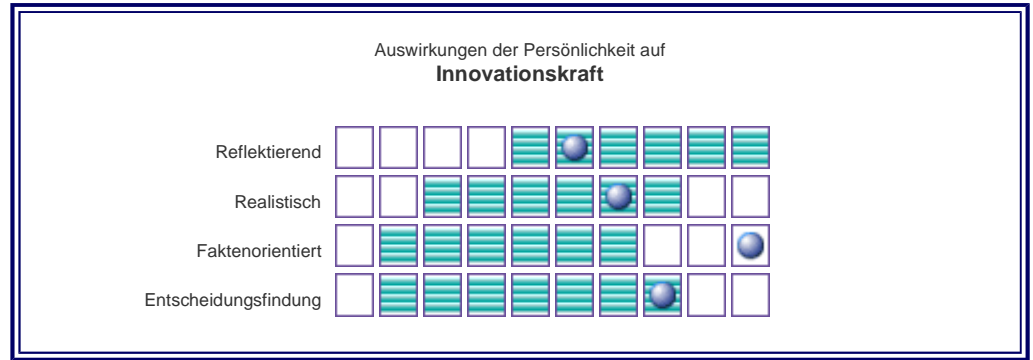 Auswirkungen der Persönlichkeit auf
Innovationskraft
Reflektierend
Realistisch
Faktenorientiert
Entscheidungsfindung